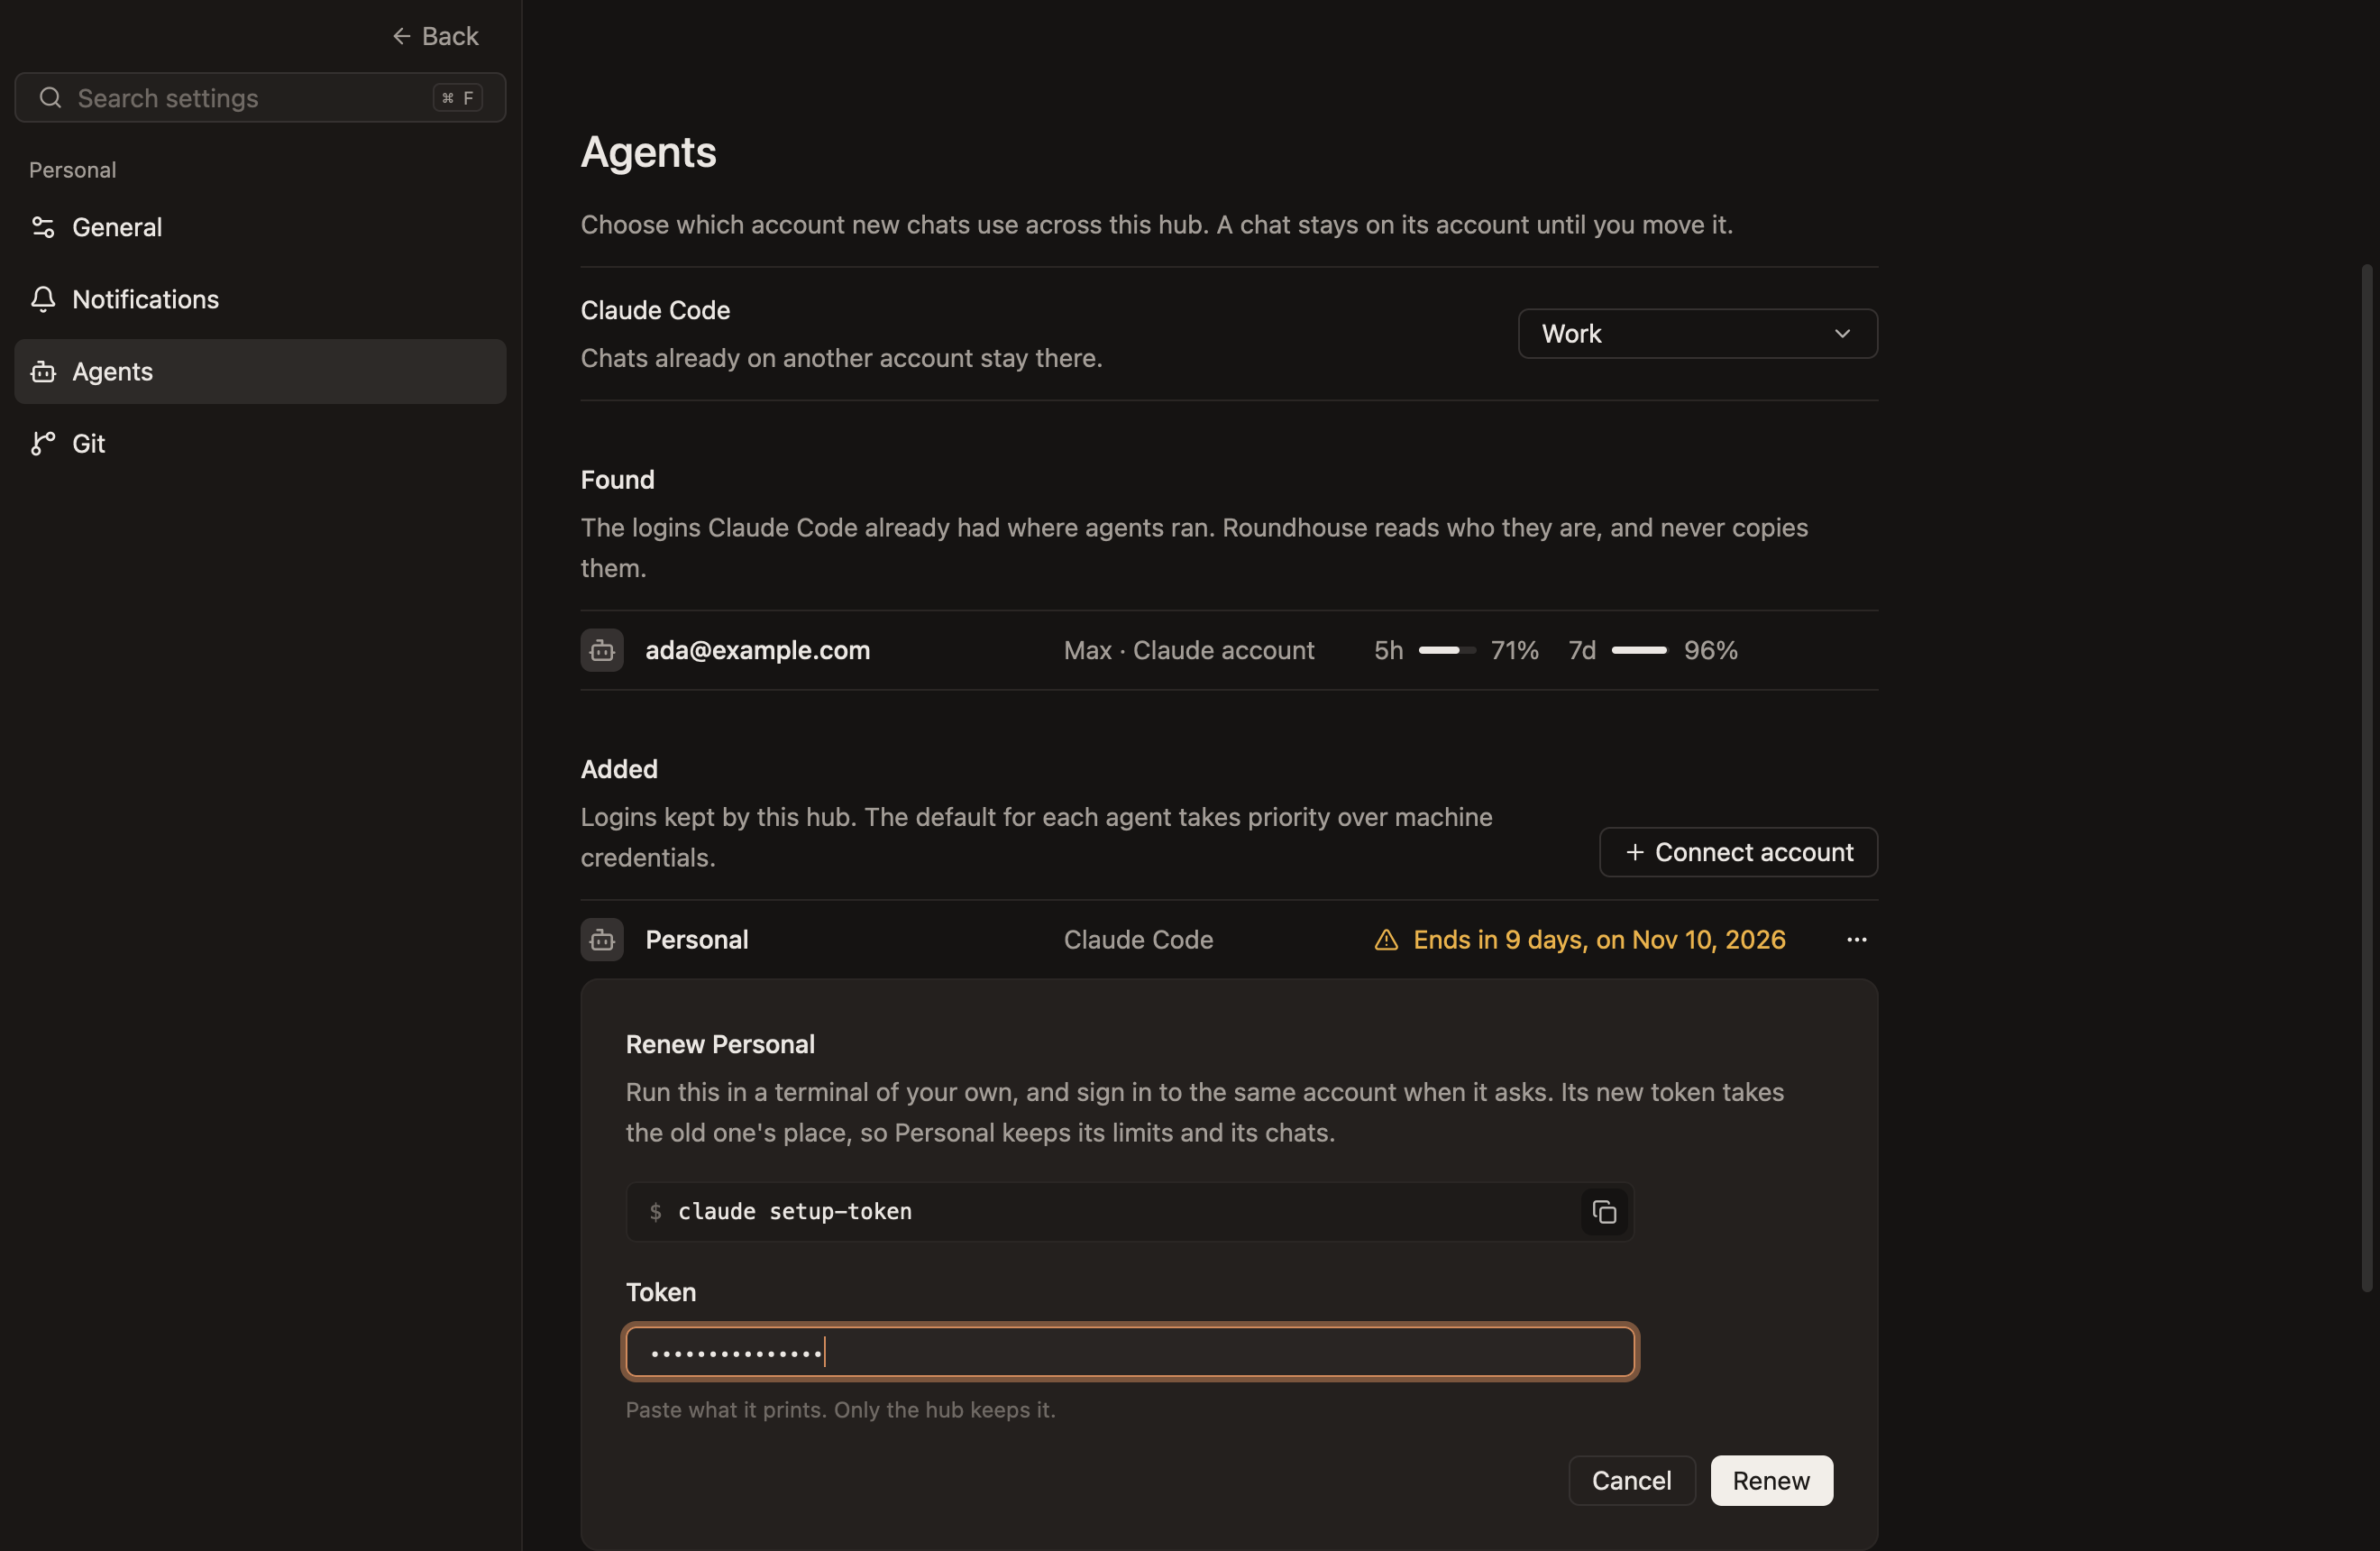 ← Back
Search settings ⌘ F
Personal
General
Notifications
Agents
Git
Agents
Choose which account new chats use across this hub. A chat stays on its account until you move it.
Claude Code
Chats already on another account stay there.
Work
Found
The logins Claude Code already had where agents ran. Roundhouse reads who they are, and never copies
them.
ada@example.com Max · Claude account 5h 71% 7d 96%
Added
Logins kept by this hub. The default for each agent takes priority over machine
credentials.
+ Connect account
Personal Claude Code Ends in 9 days, on Nov 10, 2026
Renew Personal
Run this in a terminal of your own, and sign in to the same account when it asks. Its new token takes
the old one's place, so Personal keeps its limits and its chats.
$ claude setup-token
Token
•••••••••••••••
Paste what it prints. Only the hub keeps it.
Cancel Renew